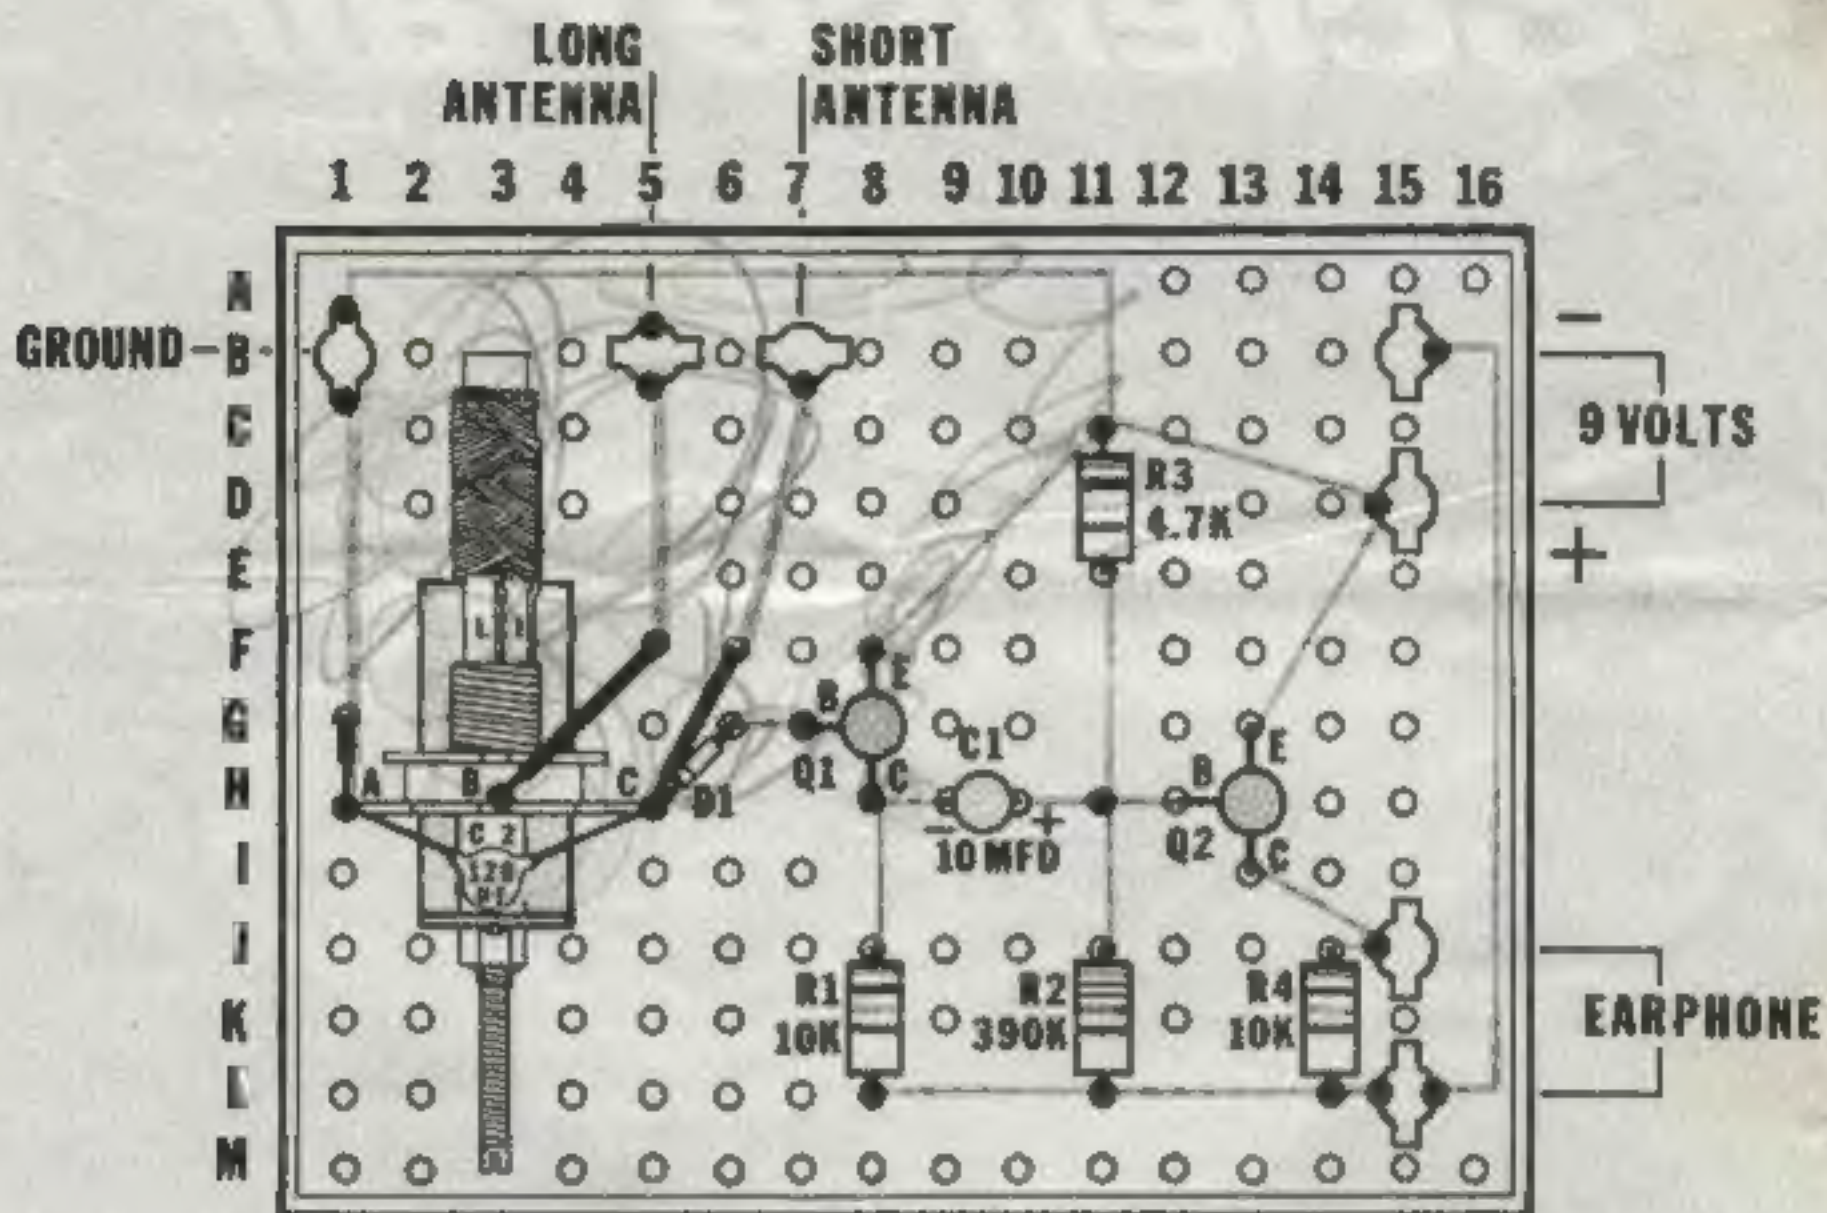 LONG
ANTENNA
SHORT
ANTENNA
1 2 3 4 5 6 7 8 9 10 11 12 13 14 15 16
A
GROUND
B
−
C
9 VOLTS
D
R3
4.7K
E
+
F
E
G
B
C1
E
Q1
H
A
B
C
D1
C
− +
B
C 2
10 MFD
Q2
I
C
J
R1
R2
R4
K
10K
390K
10K
EARPHONE
L
M